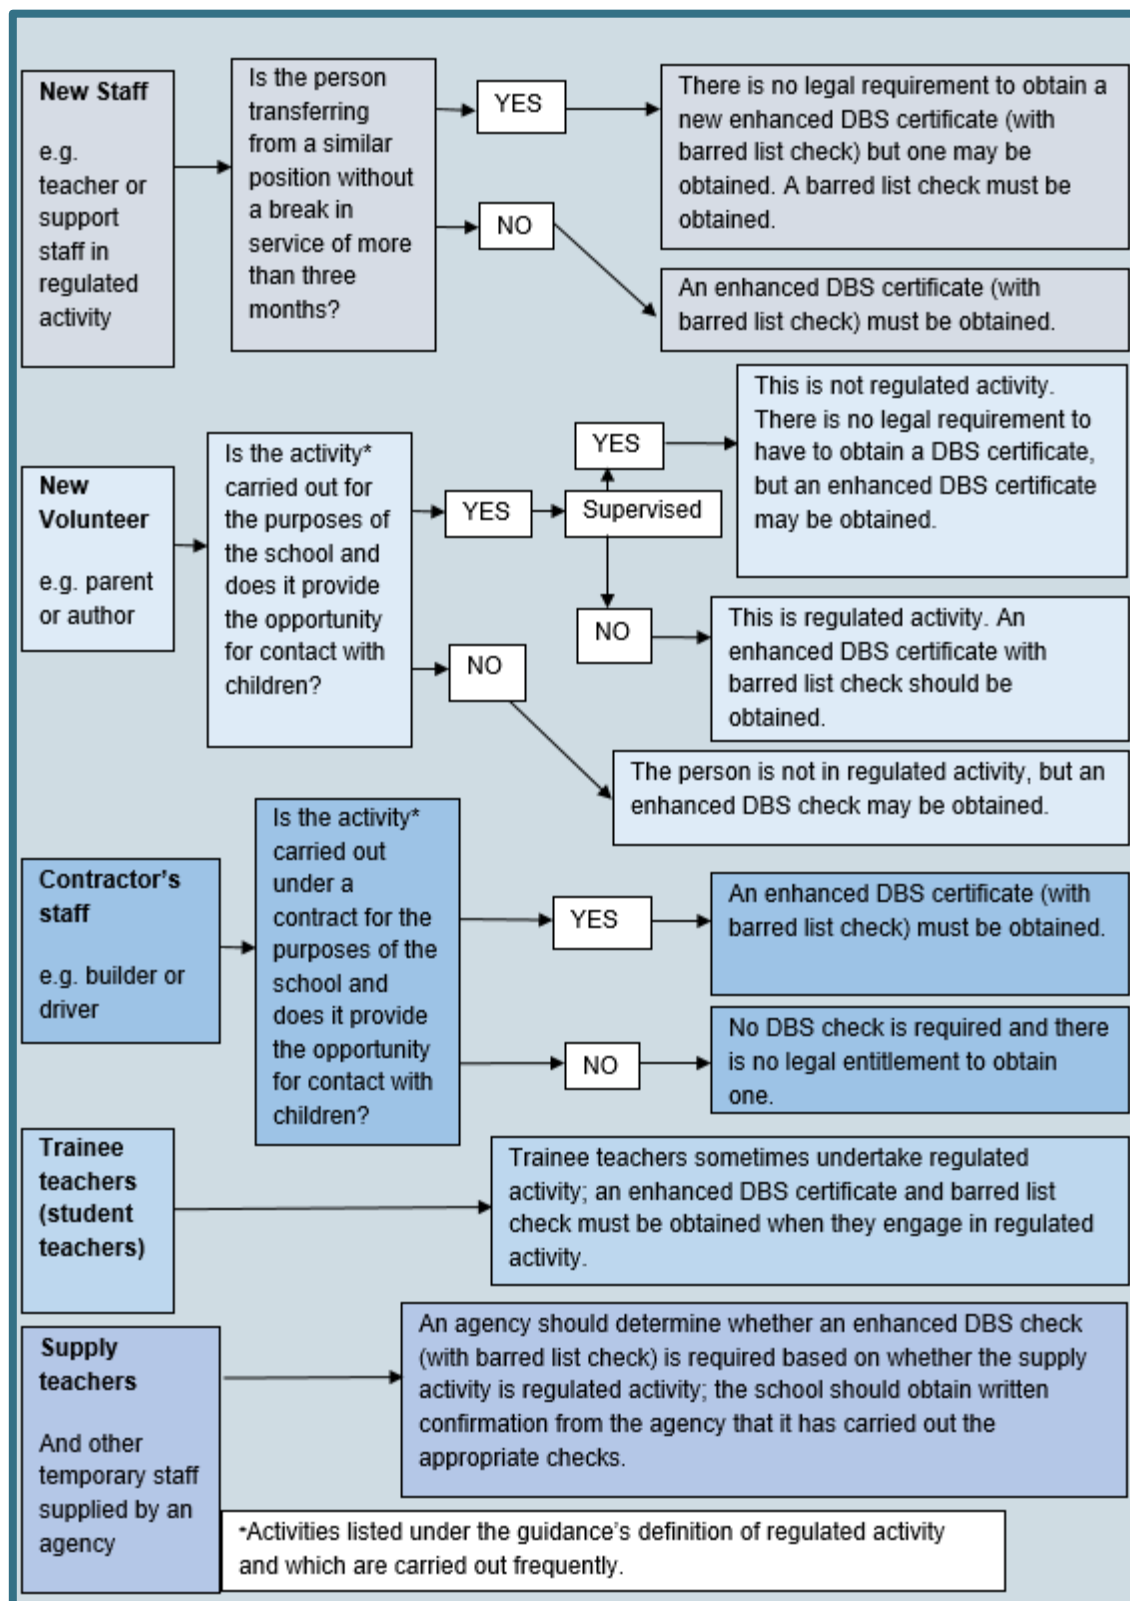 New Staff
e.g.
teacher or
support
staff in
regulated
activity
Is the person
transferring
from a similar
position without
a break in
service of more
than three
months?
YES
There is no legal requirement to obtain a
new enhanced DBS certificate (with
barred list check) but one may be
obtained. A barred list check must be
obtained.
NO
An enhanced DBS certificate (with
barred list check) must be obtained.
New
Volunteer
e.g. parent
or author
Is the activity*
carried out for
the purposes of
the school and
does it provide
the opportunity
for contact with
children?
YES
Supervised
YES
This is not regulated activity.
There is no legal requirement to
have to obtain a DBS certificate,
but an enhanced DBS certificate
may be obtained.
NO
This is regulated activity. An
enhanced DBS certificate with
barred list check should be
obtained.
NO
The person is not in regulated activity, but an
enhanced DBS check may be obtained.
Contractor's
staff
e.g. builder or
driver
Is the activity*
carried out
under a
contract for the
purposes of the
school and
does it provide
the opportunity
for contact with
children?
YES
An enhanced DBS certificate (with
barred list check) must be obtained.
NO
No DBS check is required and there
is no legal entitlement to obtain
one.
Trainee
teachers
(student
teachers)
Trainee teachers sometimes undertake regulated
activity; an enhanced DBS certificate and barred list
check must be obtained when they engage in regulated
activity.
Supply
teachers
And other
temporary staff
supplied by an
agency
An agency should determine whether an enhanced DBS check
(with barred list check) is required based on whether the supply
activity is regulated activity; the school should obtain written
confirmation from the agency that it has carried out the
appropriate checks.
*Activities listed under the guidance's definition of regulated activity
and which are carried out frequently.